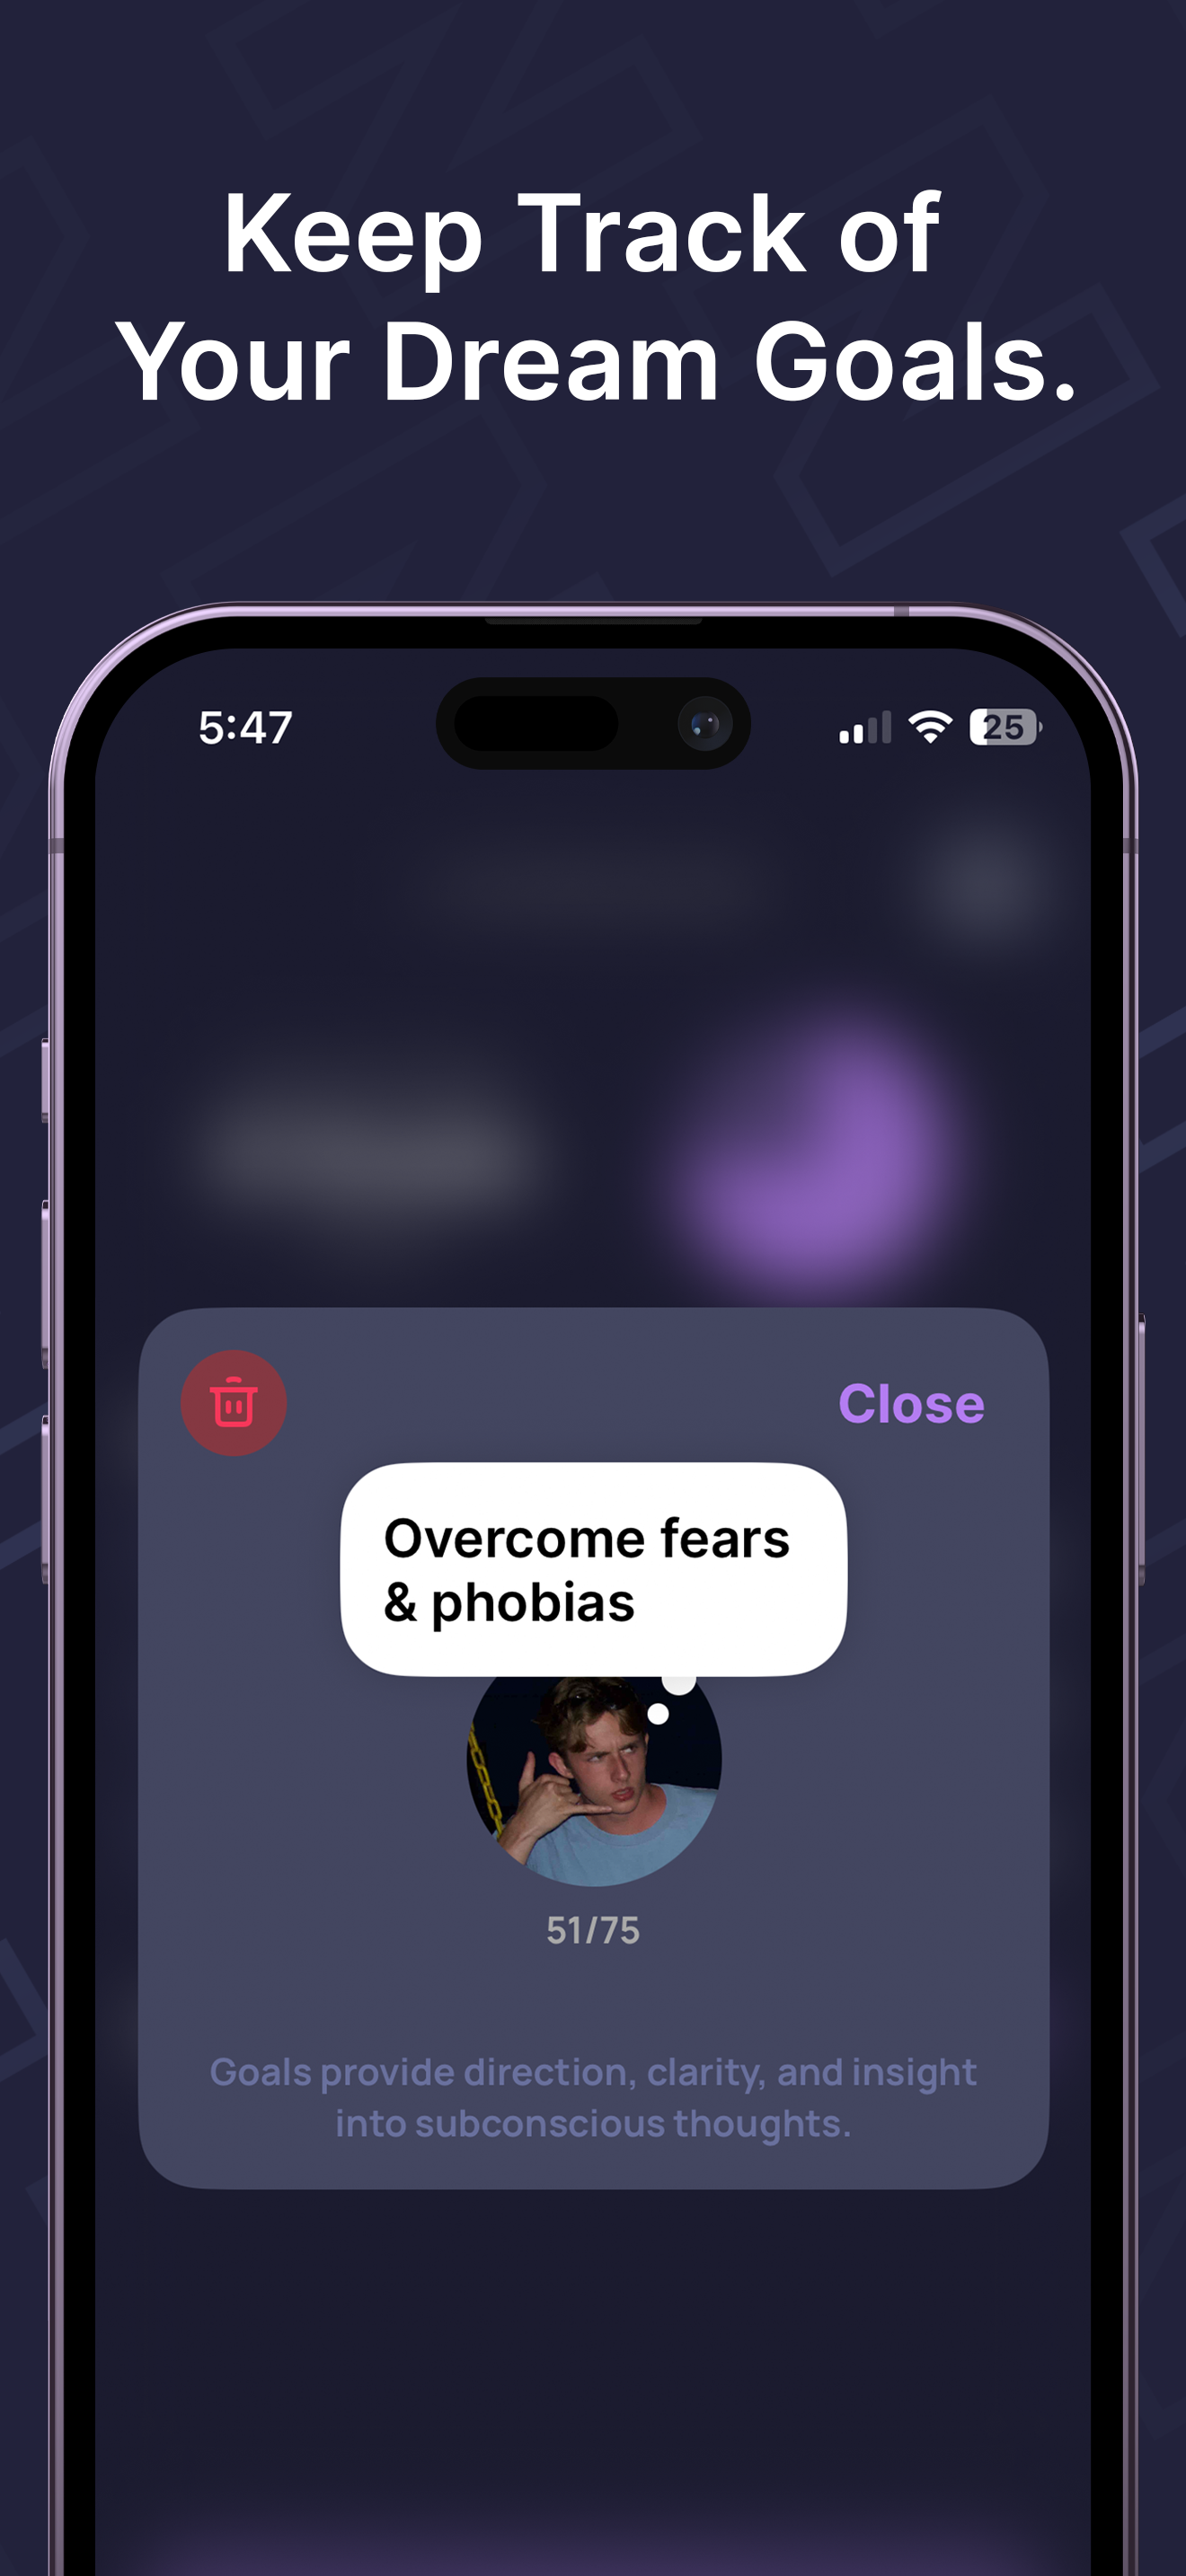 Keep Track of
Your Dream Goals.
5:47
25
Close
Overcome fears
& phobias
51/75
Goals provide direction, clarity, and insight
into subconscious thoughts.